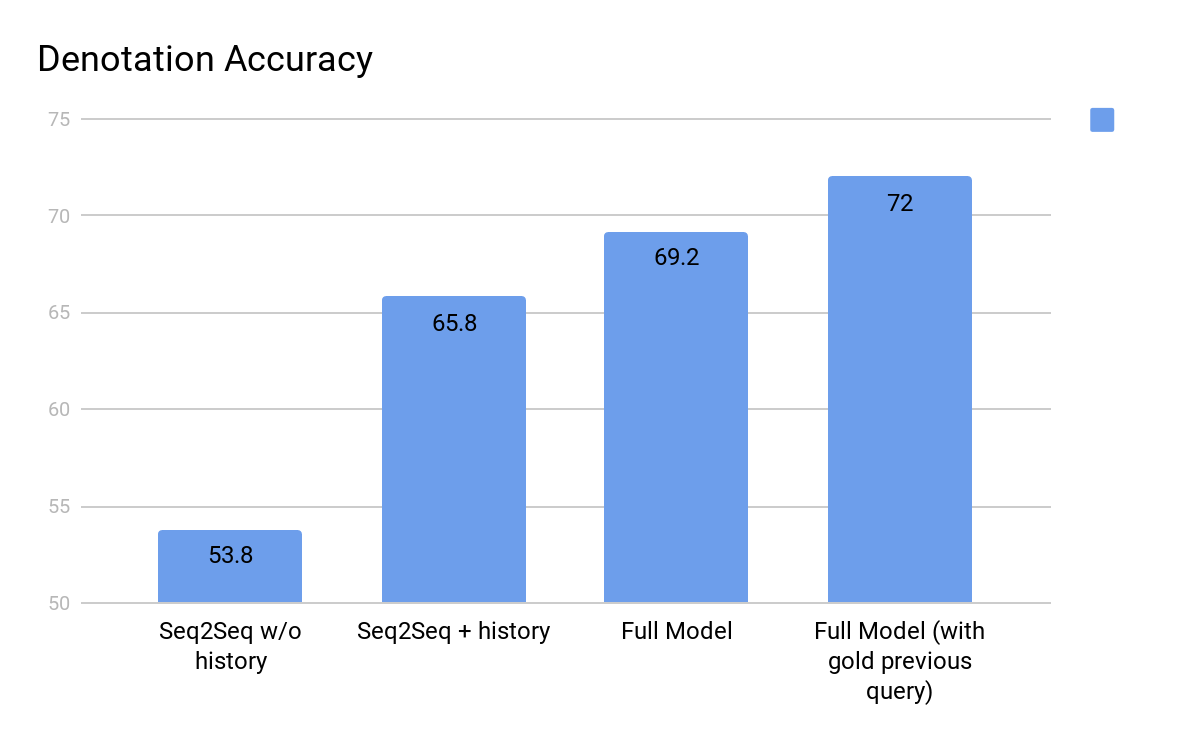 Denotation Accuracy
75
70
65
60
55
50
53.8
65.8
69.2
72
Seq2Seq w/o
history
Seq2Seq + history
Full Model
Full Model (with
gold previous
query)